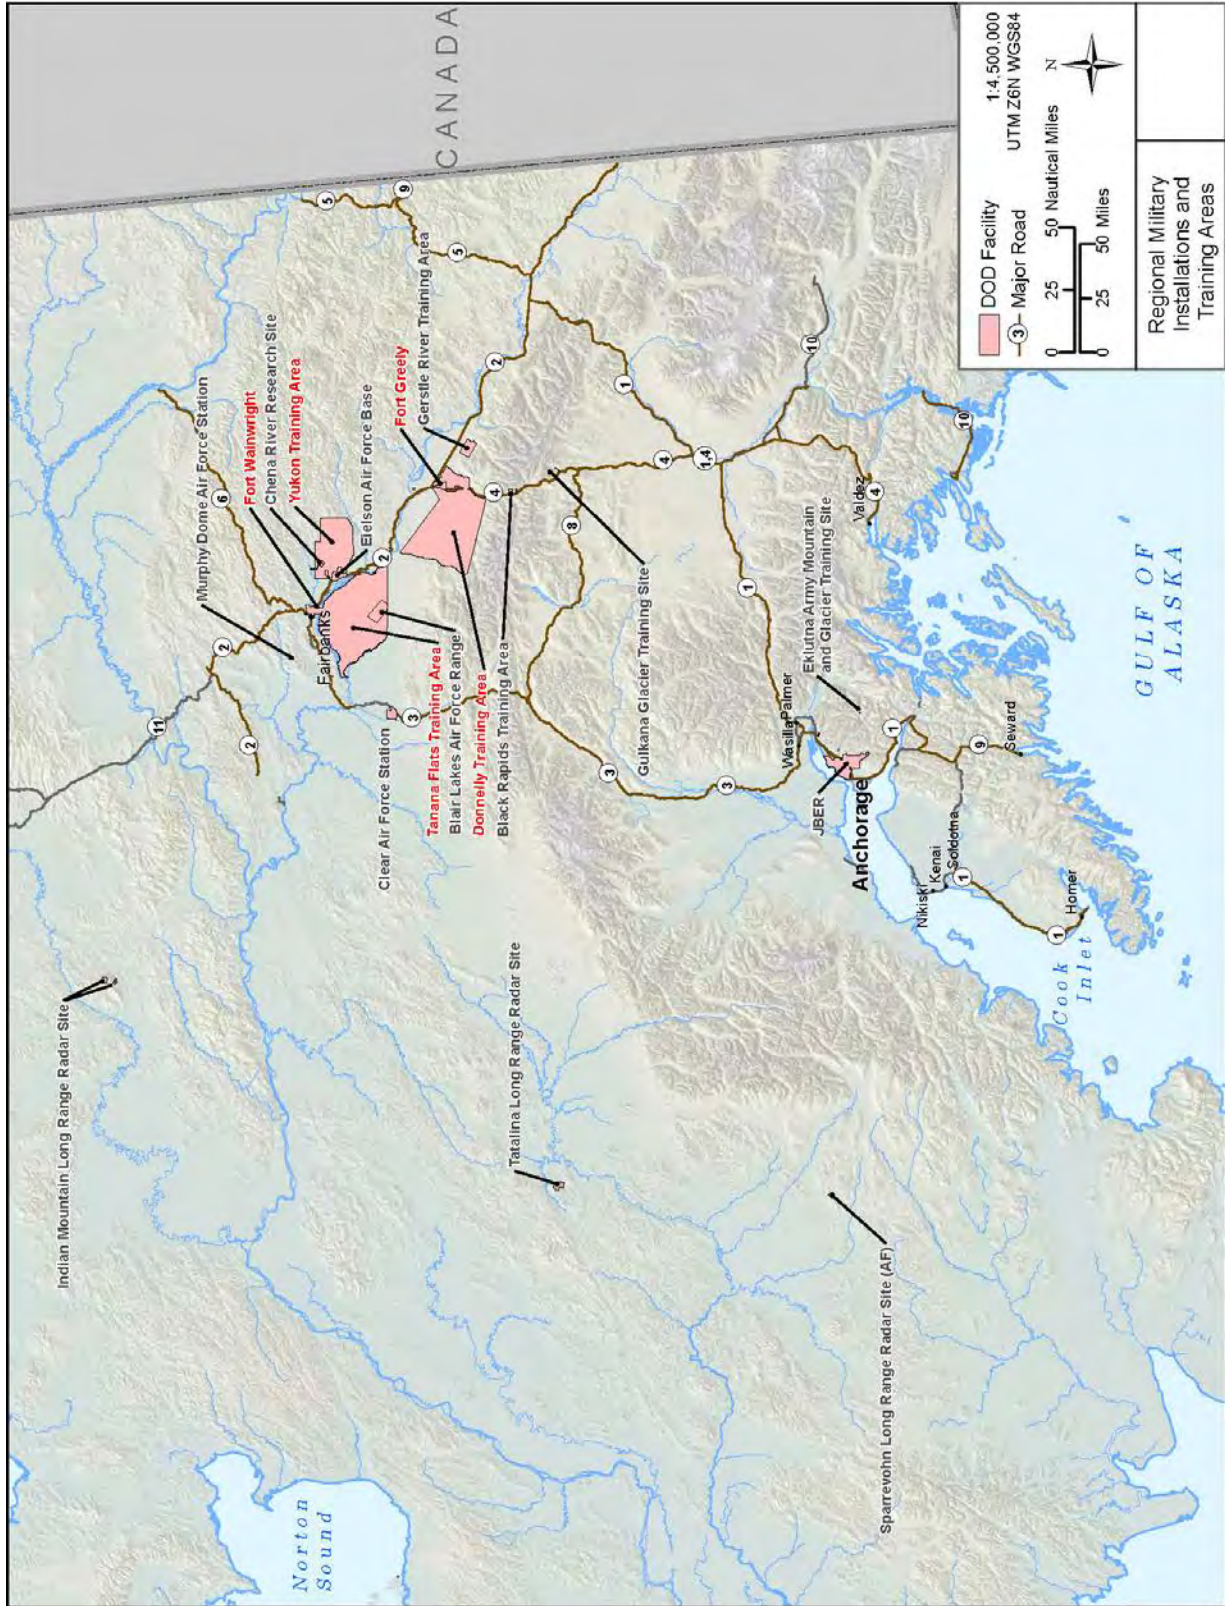 CANADA
Norton
Sound
Indian Mountain Long Range Radar Site
Murphy Dome Air Force Station
Fort Wainwright
Chena River Research Site
Yukon Training Area
Eielson Air Force Base
Fort Greely
Gerstle River Training Area
Fairbanks
Clear Air Force Station
Tanana Flats Training Area
Blair Lakes Air Force Range
Donnelly Training Area
Black Rapids Training Area
Gulkana Glacier Training Site
Tatalina Long Range Radar Site
Sparrevohn Long Range Radar Site (AF)
11
2
2
6
5
9
5
2
2
3
4
8
1
4
1,4
10
3
3
1
4
10
1
9
1
1
Wasilla
Palmer
Eklutna Army Mountain
and Glacier Training Site
JBER
Anchorage
Valdez
Nikiski
Kenai
Soldotna
Seward
Homer
Cook
Inlet
GULF OF
ALASKA
DOD Facility
3 Major Road
1:4,500,000
UTM Z6N WGS84
N
0 25 50 Nautical Miles
0 25 50 Miles
Regional Military
Installations and
Training Areas